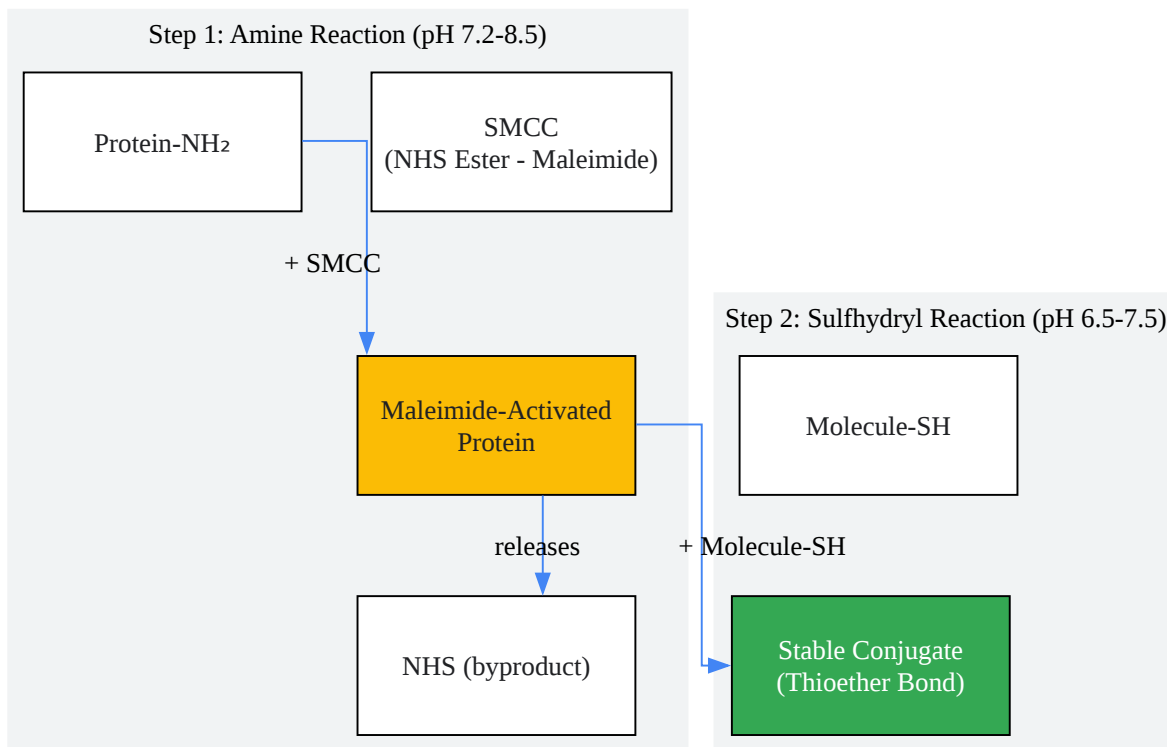 Step 1: Amine Reaction (pH 7.2-8.5)
Protein-NH₂
SMCC
(NHS Ester - Maleimide)
+ SMCC
Step 2: Sulfhydryl Reaction (pH 6.5-7.5)
Maleimide-Activated
Protein
Molecule-SH
releases
+ Molecule-SH
NHS (byproduct)
Stable Conjugate
(Thioether Bond)